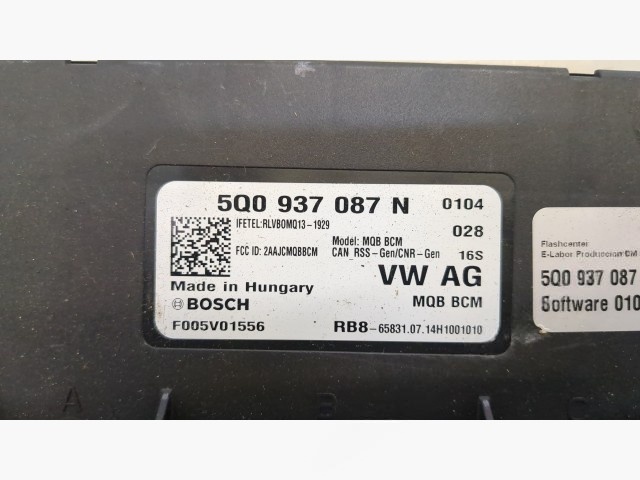 5Q0 937 087 N 0104
IFETEL:RLVBOMQ13-1929
028
Model: MQB BCM
FCC ID: 2AAJCMQBBCM CAN_RSS-Gen/CNR-Gen 16S
Made in Hungary VW AG
BOSCH MQB BCM
F005V01556 RB8-65831.07.14H1001010
Flashcenter
E-Labor Produccion
5Q0 937 087
Software 010
A B C